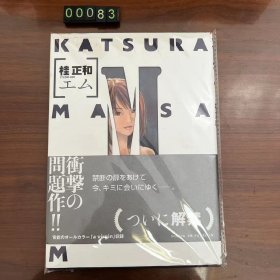 00083
KATSURA
桂 正和
エム
M
MASA
衝撃の
問題作!!
禁断の扉をあけて
今、キミに会いにゆく——。
(ついに解禁)
M